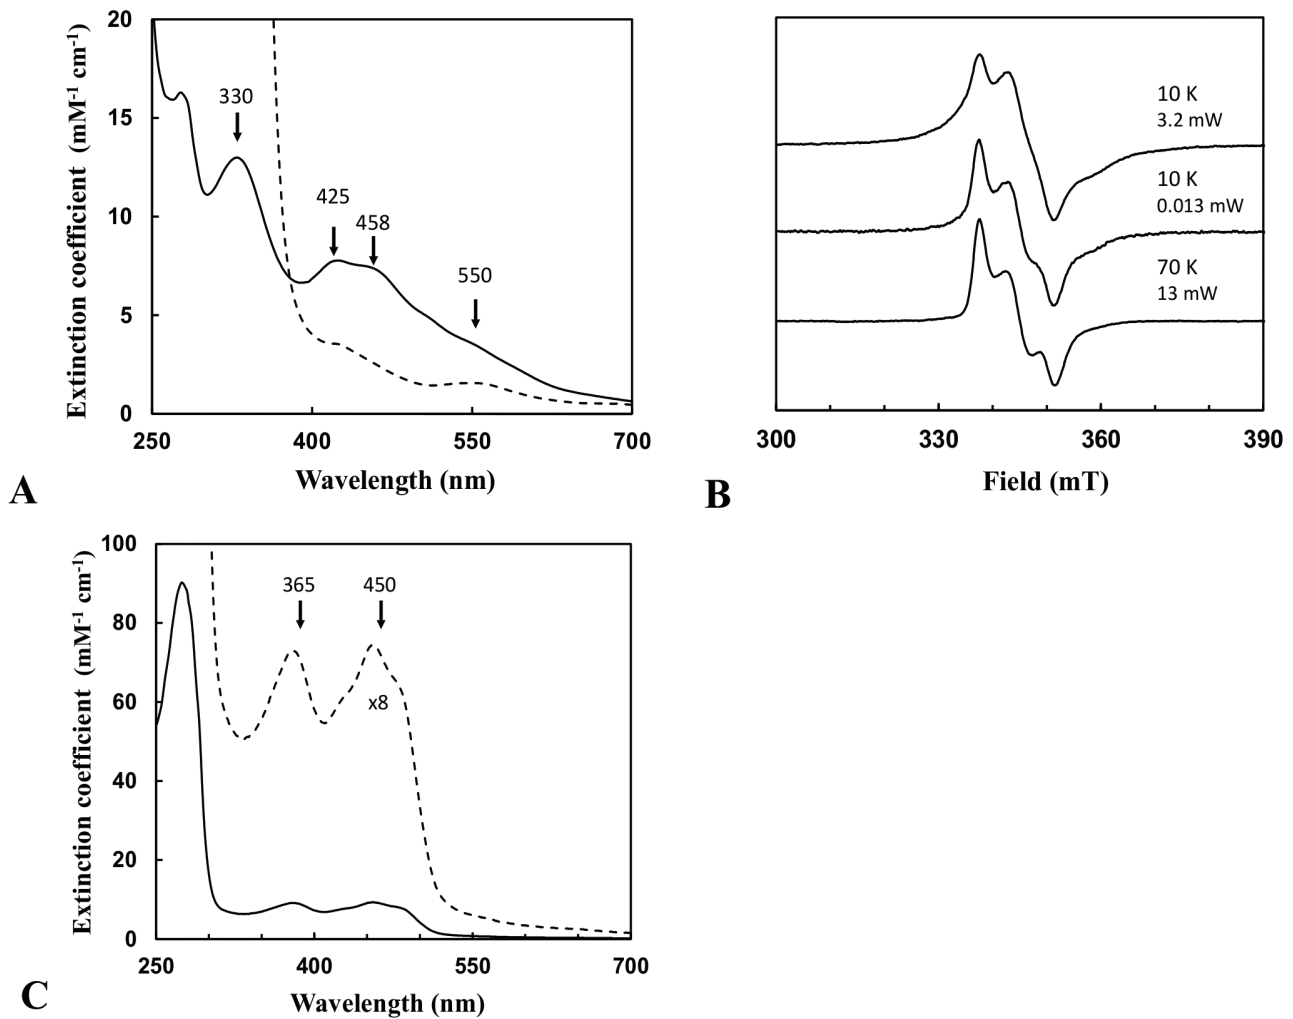 20
15
10
5
0
250
400
550
700
Extinction coefficient (mM-1 cm-1)
Wavelength (nm)
330
425
458
550
A
10 K
3.2 mW
10 K
0.013 mW
70 K
13 mW
300
330
360
390
Field (mT)
B
100
80
60
40
20
0
250
400
550
700
Extinction coefficient (mM-1 cm-1)
Wavelength (nm)
365
450
x8
C